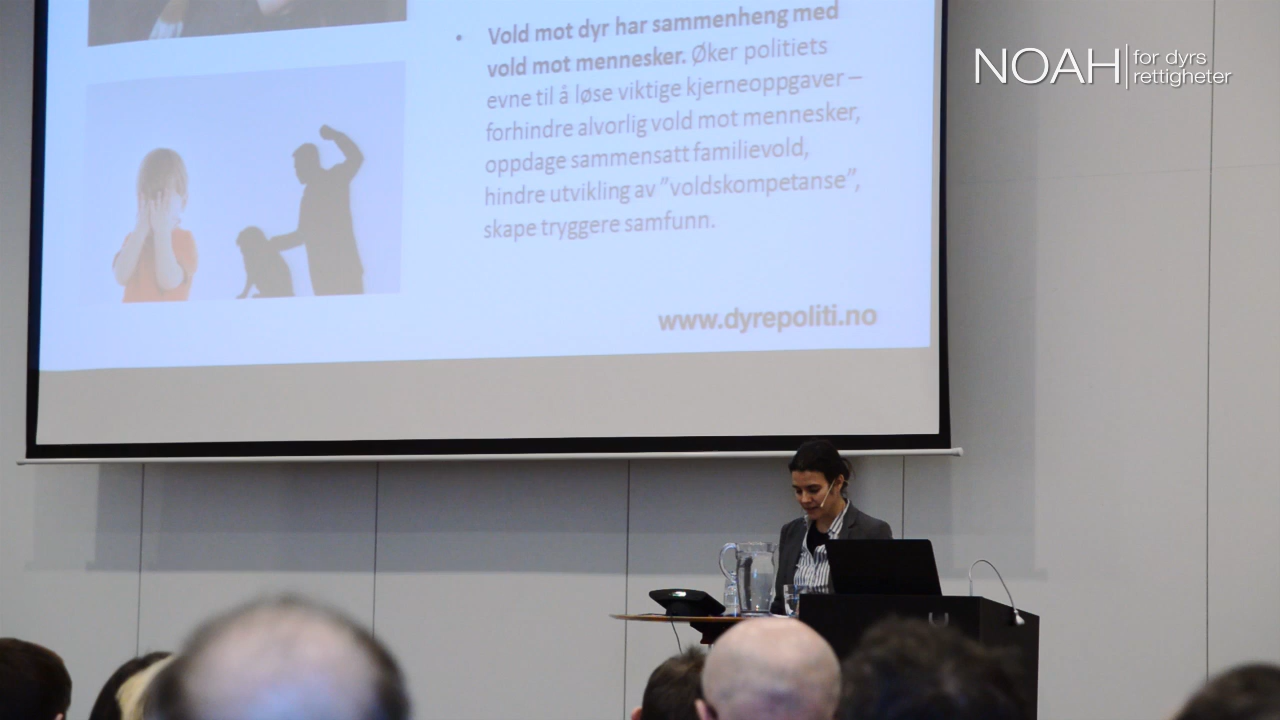 • Vold mot dyr har sammenheng med
vold mot mennesker. Øker politiets
evne til å løse viktige kjerneoppgaver –
forhindre alvorlig vold mot mennesker,
oppdage sammensatt familievold,
hindre utvikling av ”voldskompetanse”,
skape tryggere samfunn.
www.dyrepoliti.no
NOAH for dyrs
rettigheter